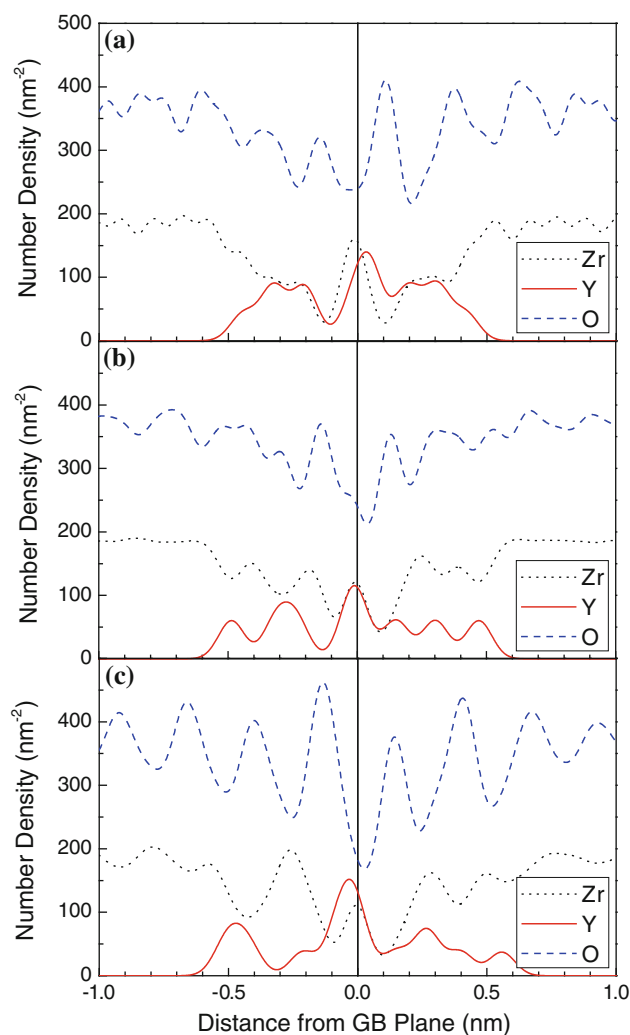 500
(a)
400
300
200
100
0
Number Density (nm-2)
Zr
Y
O
(b)
400
300
200
100
0
Number Density (nm-2)
Zr
Y
O
(c)
400
300
200
100
0
Number Density (nm-2)
Zr
Y
O
-1.0 -0.5 0.0 0.5 1.0
Distance from GB Plane (nm)